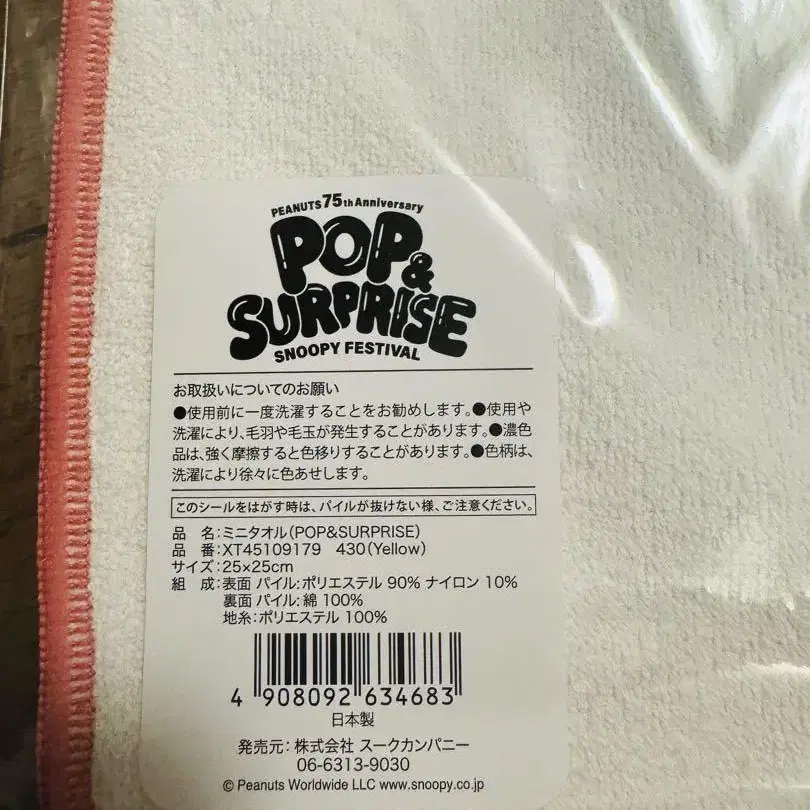 PEANUTS 75th Anniversary
POP &
SURPRISE
SNOOPY FESTIVAL
お取扱いについてのお願い
●使用前に一度洗濯することをお勧めします。●使用や
洗濯により、毛羽や毛玉が発生することがあります。●濃色
品は、強く摩擦すると色移りすることがあります。●色柄は、
洗濯により徐々に色あせします。
このシールをはがす時は、パイルが抜けない様、ご注意ください。
品　名:ミニタオル(POP&SURPRISE)
品　番:XT45109179　430(Yellow)
サイズ:25×25cm
組　成:表面 パイル:ポリエステル 90% ナイロン 10%
裏面 パイル:綿 100%
地糸:ポリエステル 100%
4 908092 634683
日本製
発売元: 株式会社 スークカンパニー
06-6313-9030
© Peanuts Worldwide LLC www.snoopy.co.jp